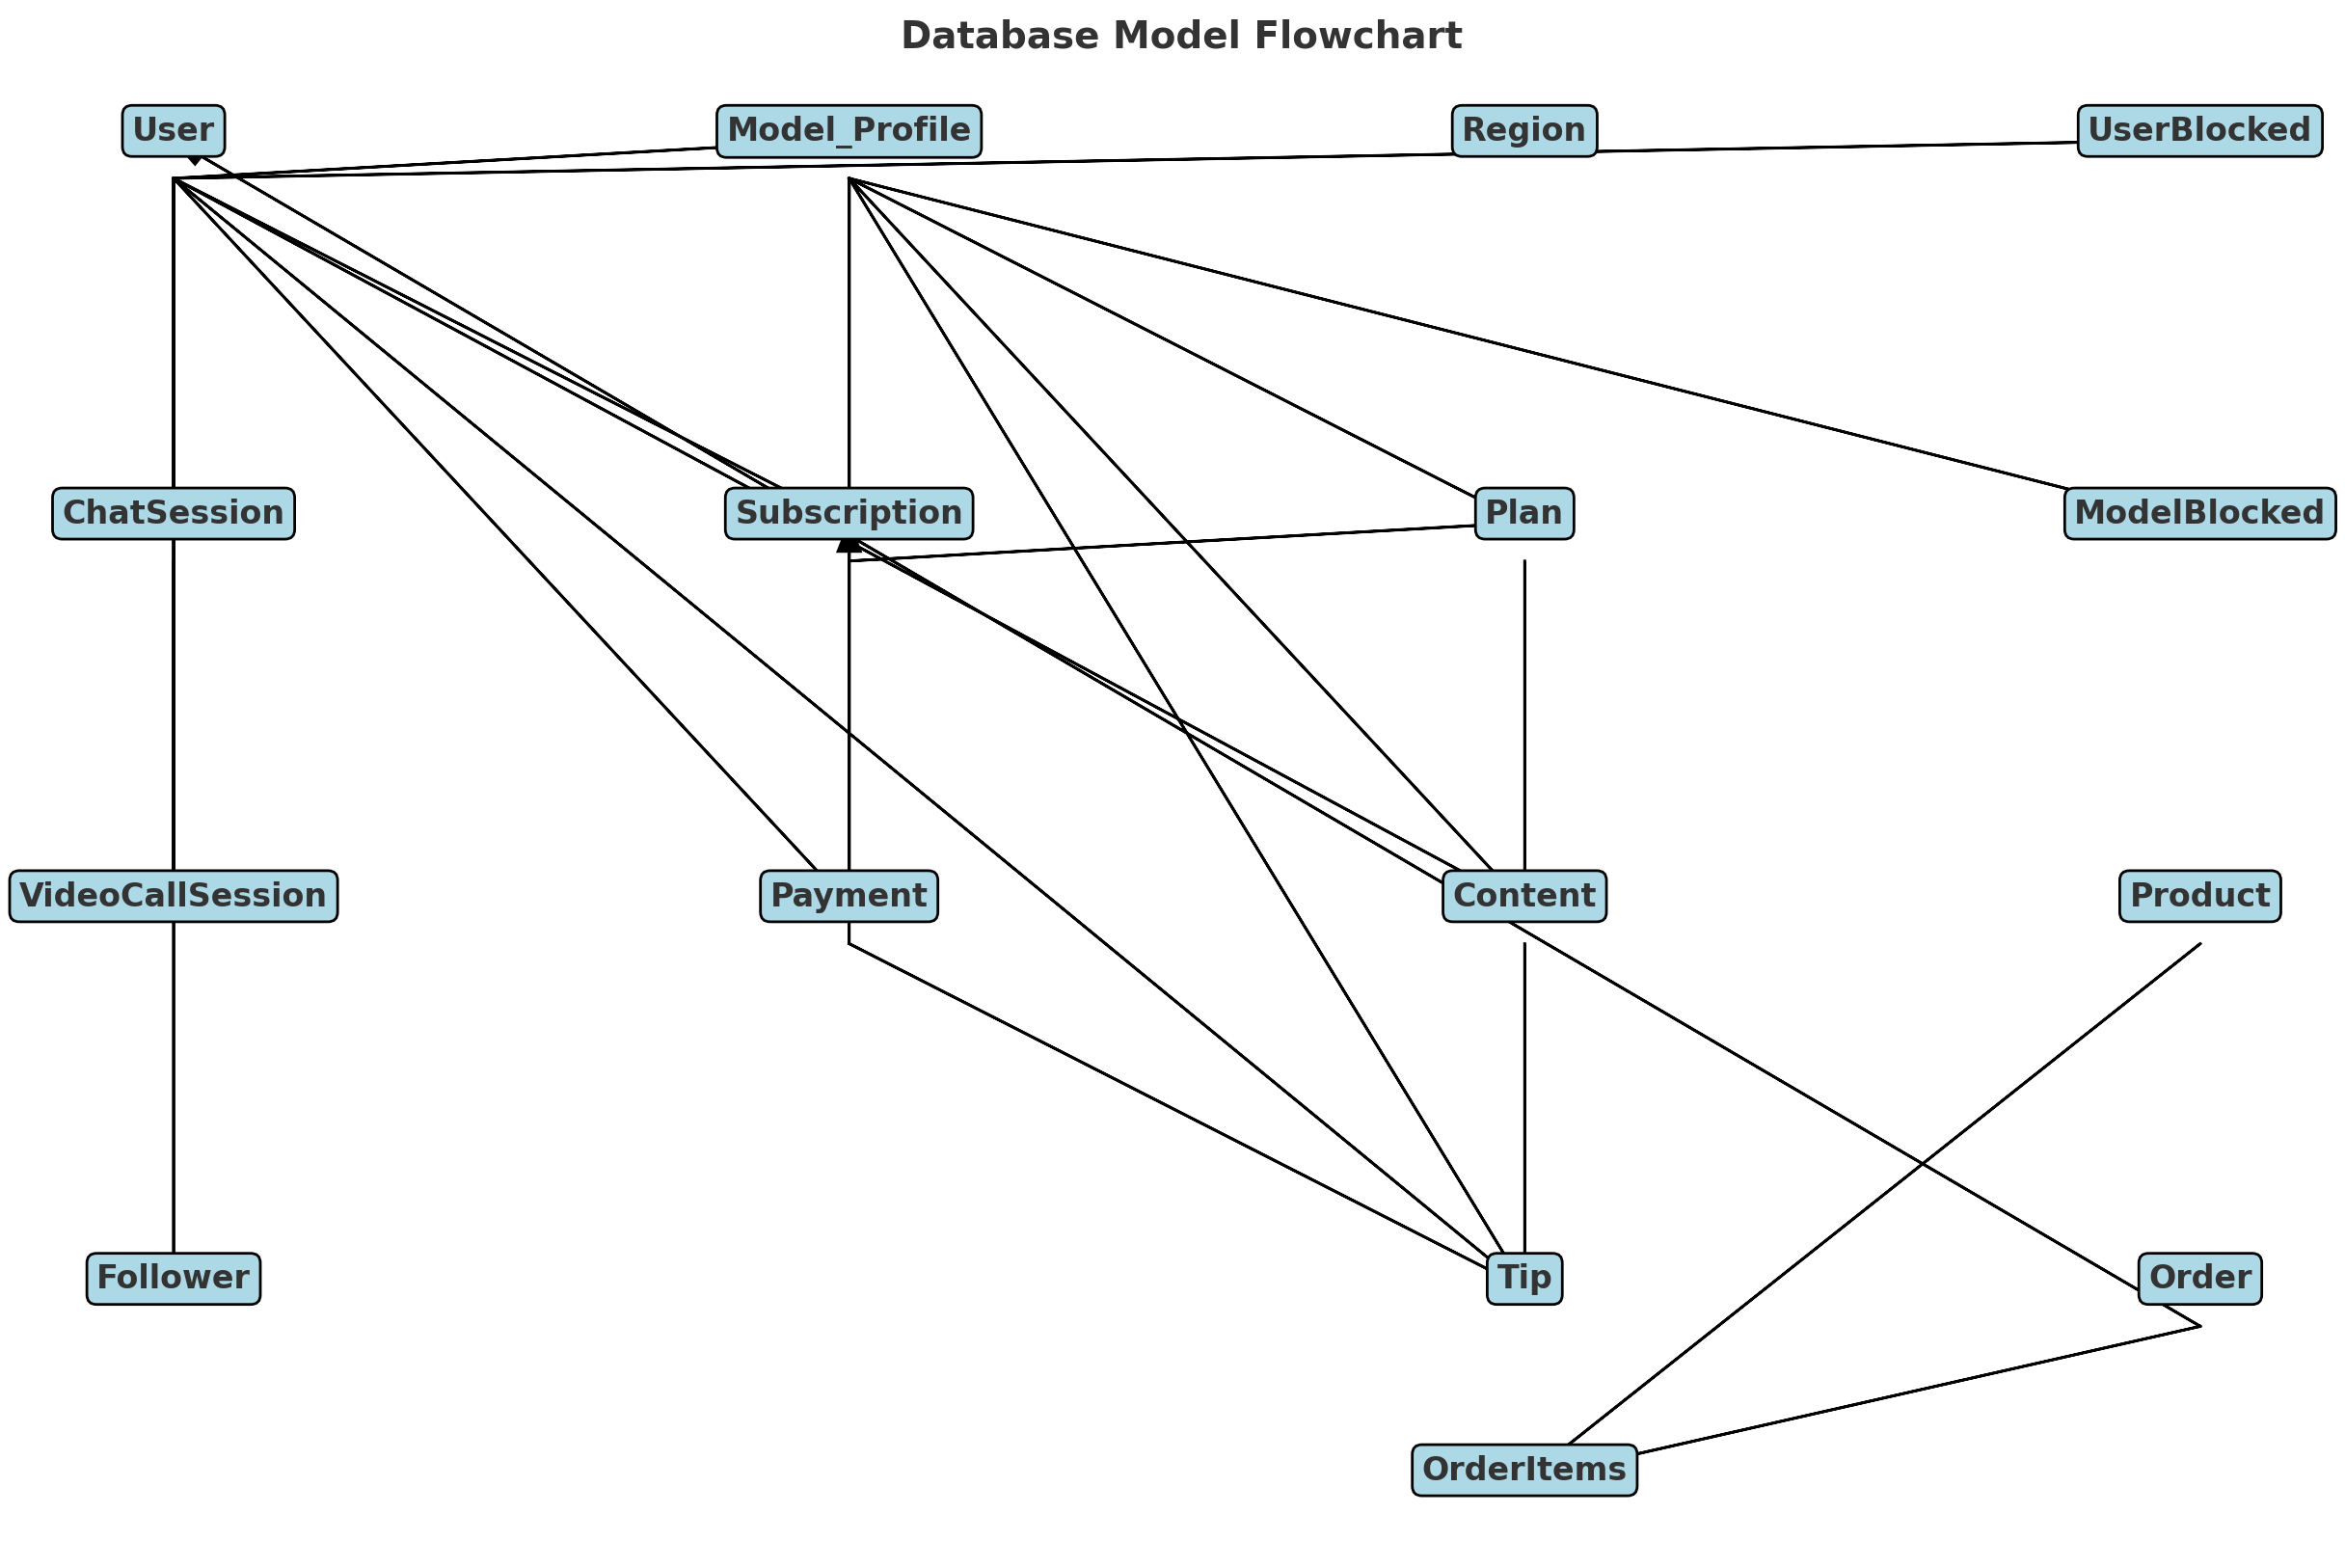 Database Model Flowchart
User
Model_Profile
Region
UserBlocked
ChatSession
Subscription
Plan
ModelBlocked
VideoCallSession
Payment
Content
Product
Follower
Tip
Order
OrderItems